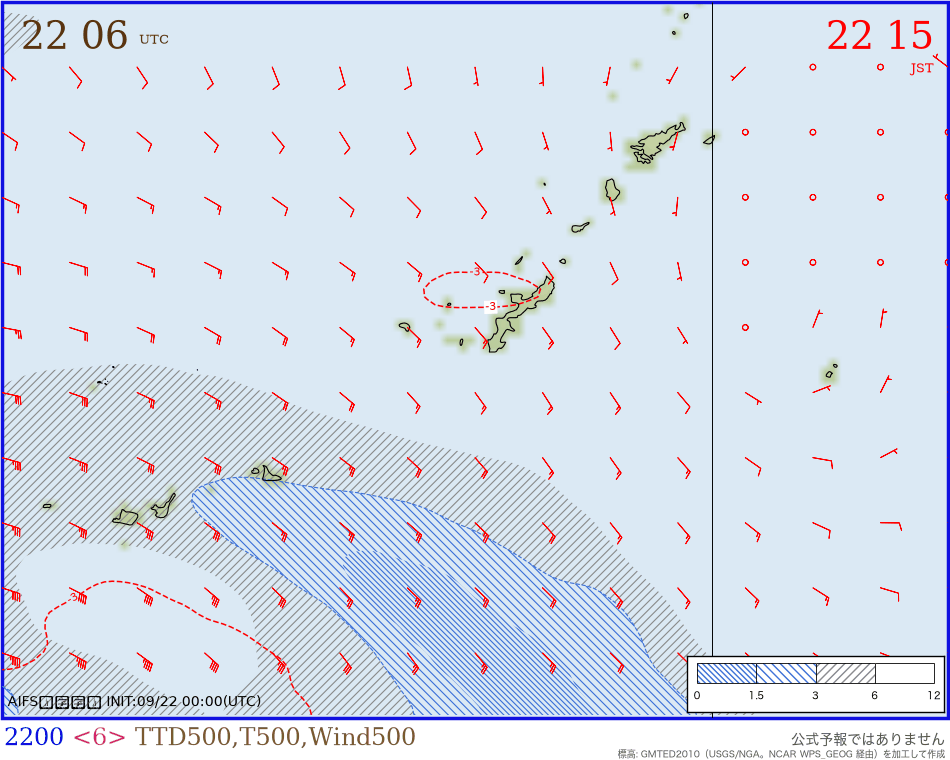 22 06 UTC
22 15
JST
-3
-3
-3
AIFS□□□□ INIT:09/22 00:00(UTC)
0 1.5 3 6 12
2200 <6> TTD500,T500,Wind500
公式予報ではありません
標高: GMTED2010（USGS/NGA。NCAR WPS_GEOG 経由）を加工して作成